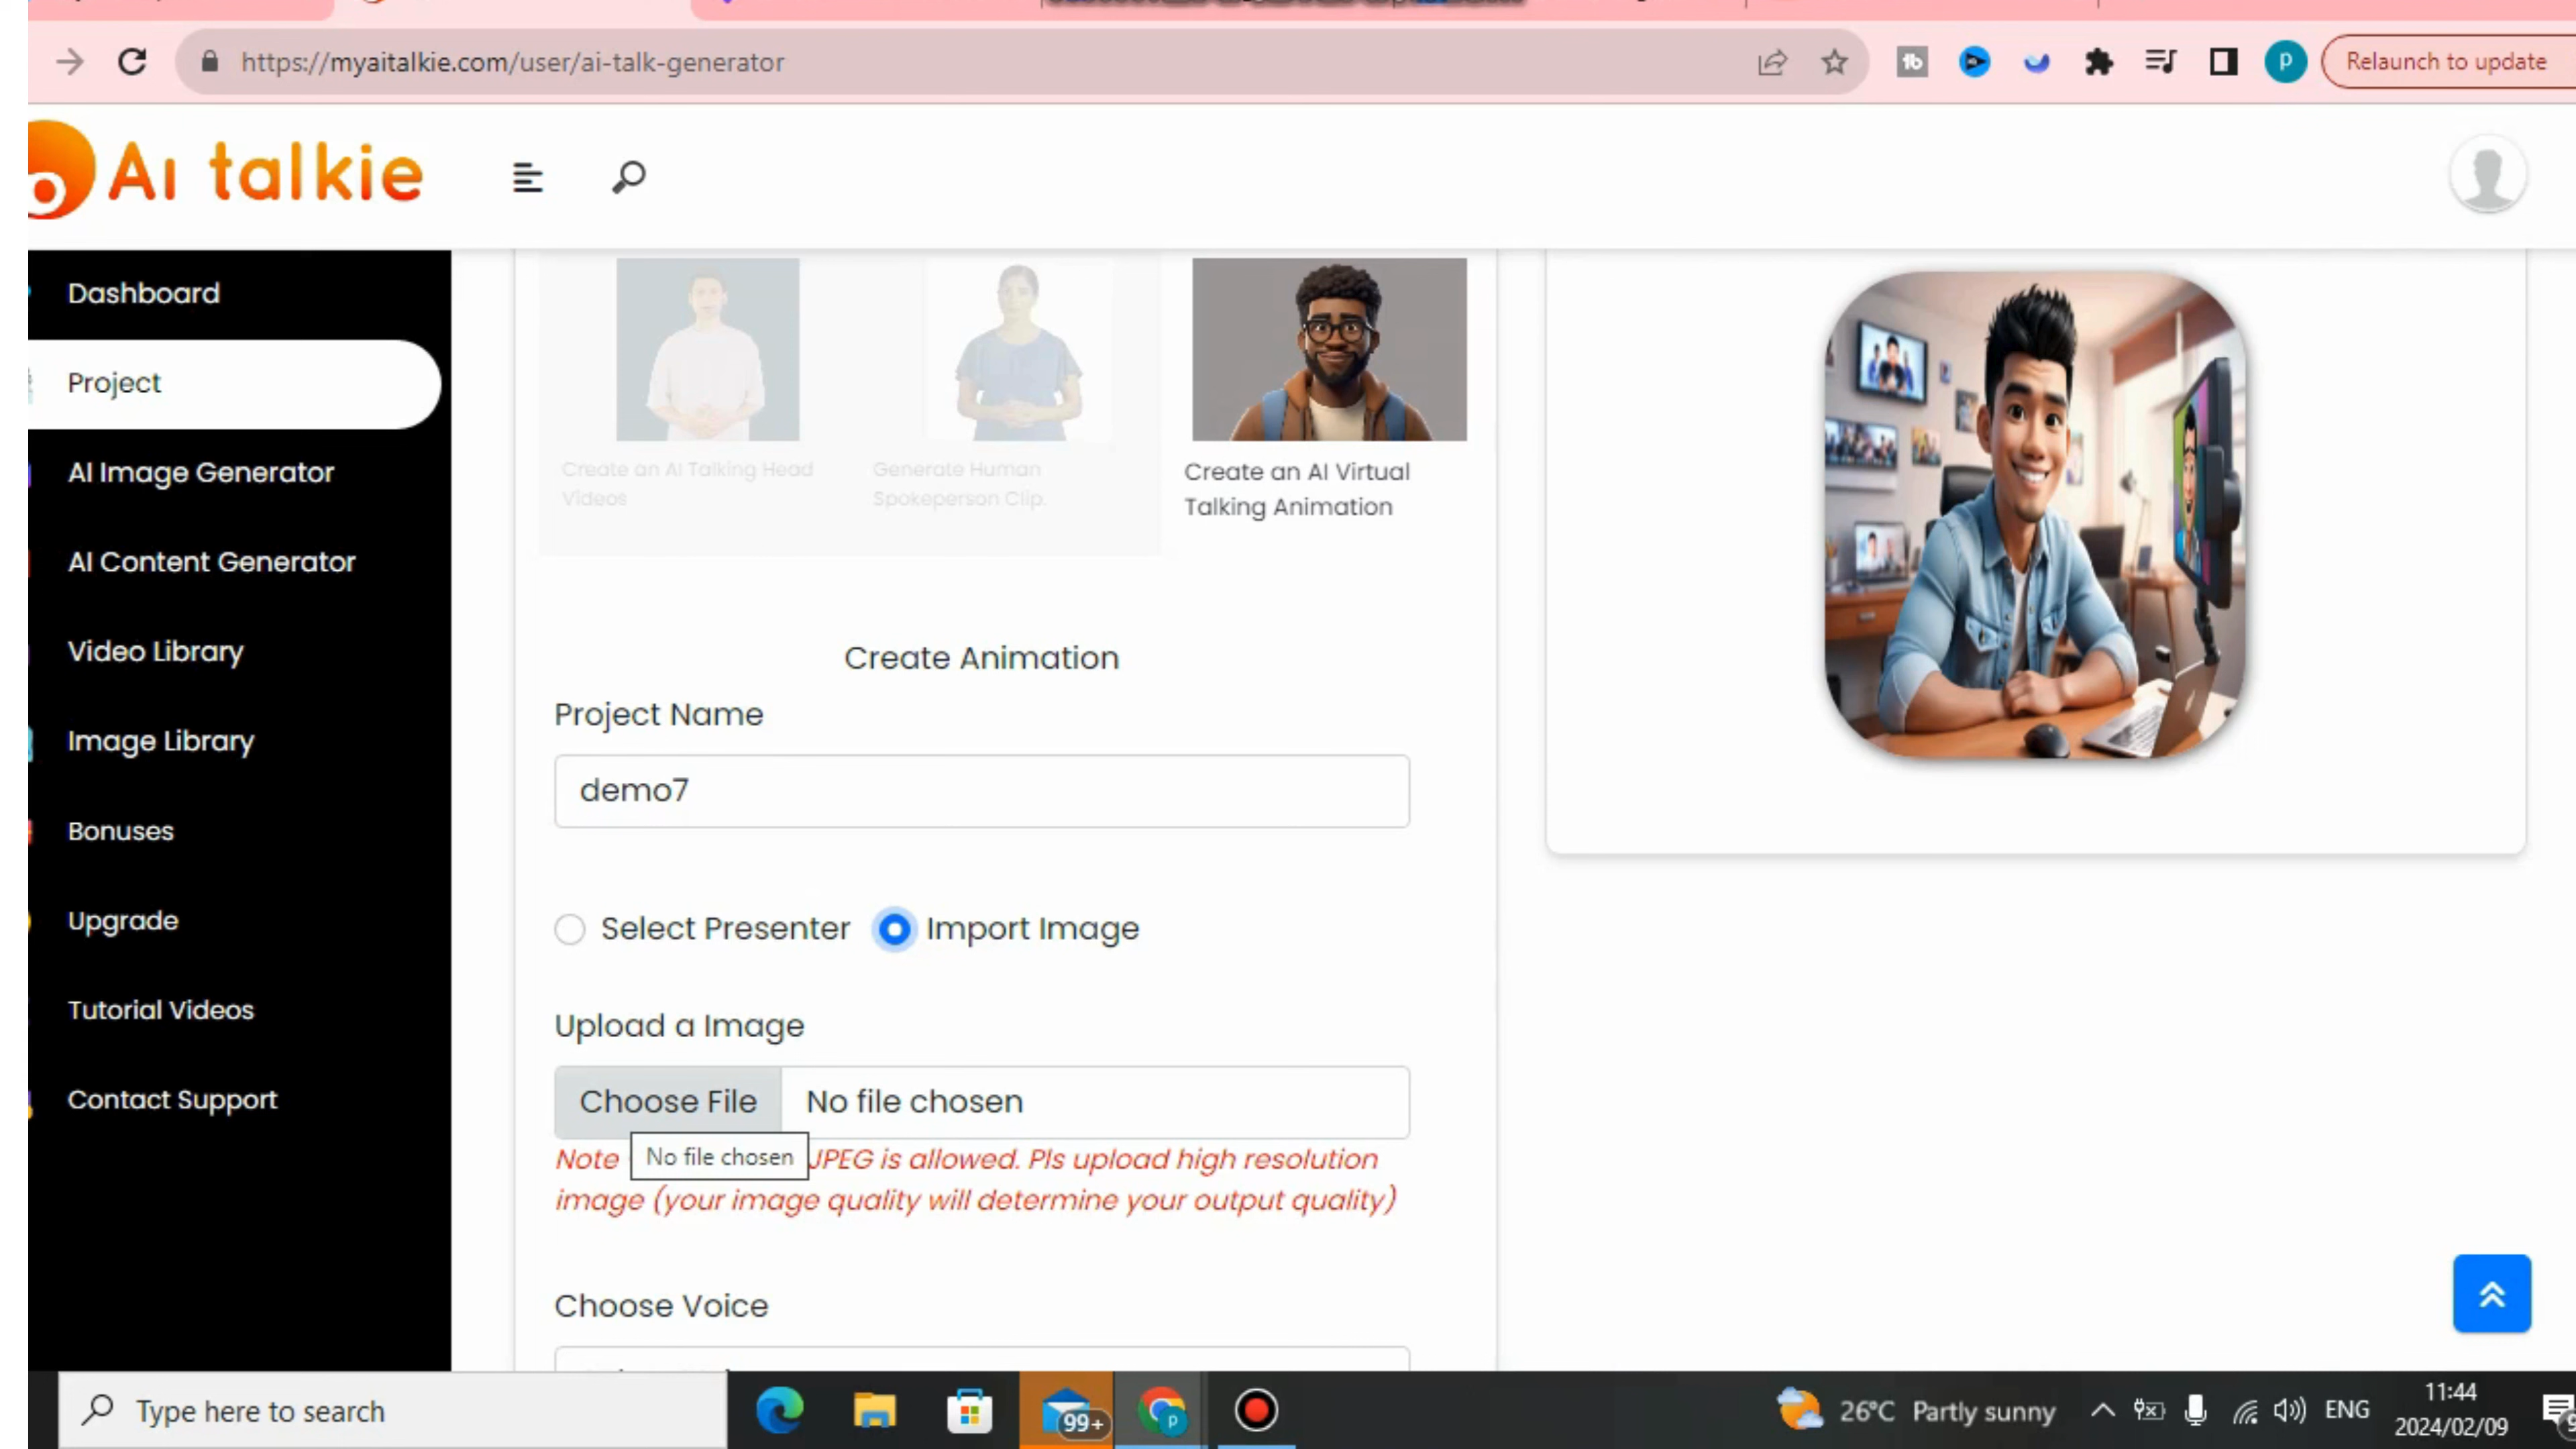 https://myaitalkie.com/user/ai-talk-generator
Relaunch to update
Ai talkie
Dashboard
Project
AI Image Generator
AI Content Generator
Video Library
Image Library
Bonuses
Upgrade
Tutorial Videos
Contact Support
Create an AI Talking Head
Videos
Generate Human
Spokeperson Clip.
Create an AI Virtual
Talking Animation
Create Animation
Project Name
demo7
Select Presenter
Import Image
Upload a Image
Choose File
No file chosen
No file chosen
Note
JPEG is allowed. Pls upload high resolution
image (your image quality will determine your output quality)
Choose Voice
Type here to search
99+
p
p
26°C Partly sunny
ENG
11:44
2024/02/09